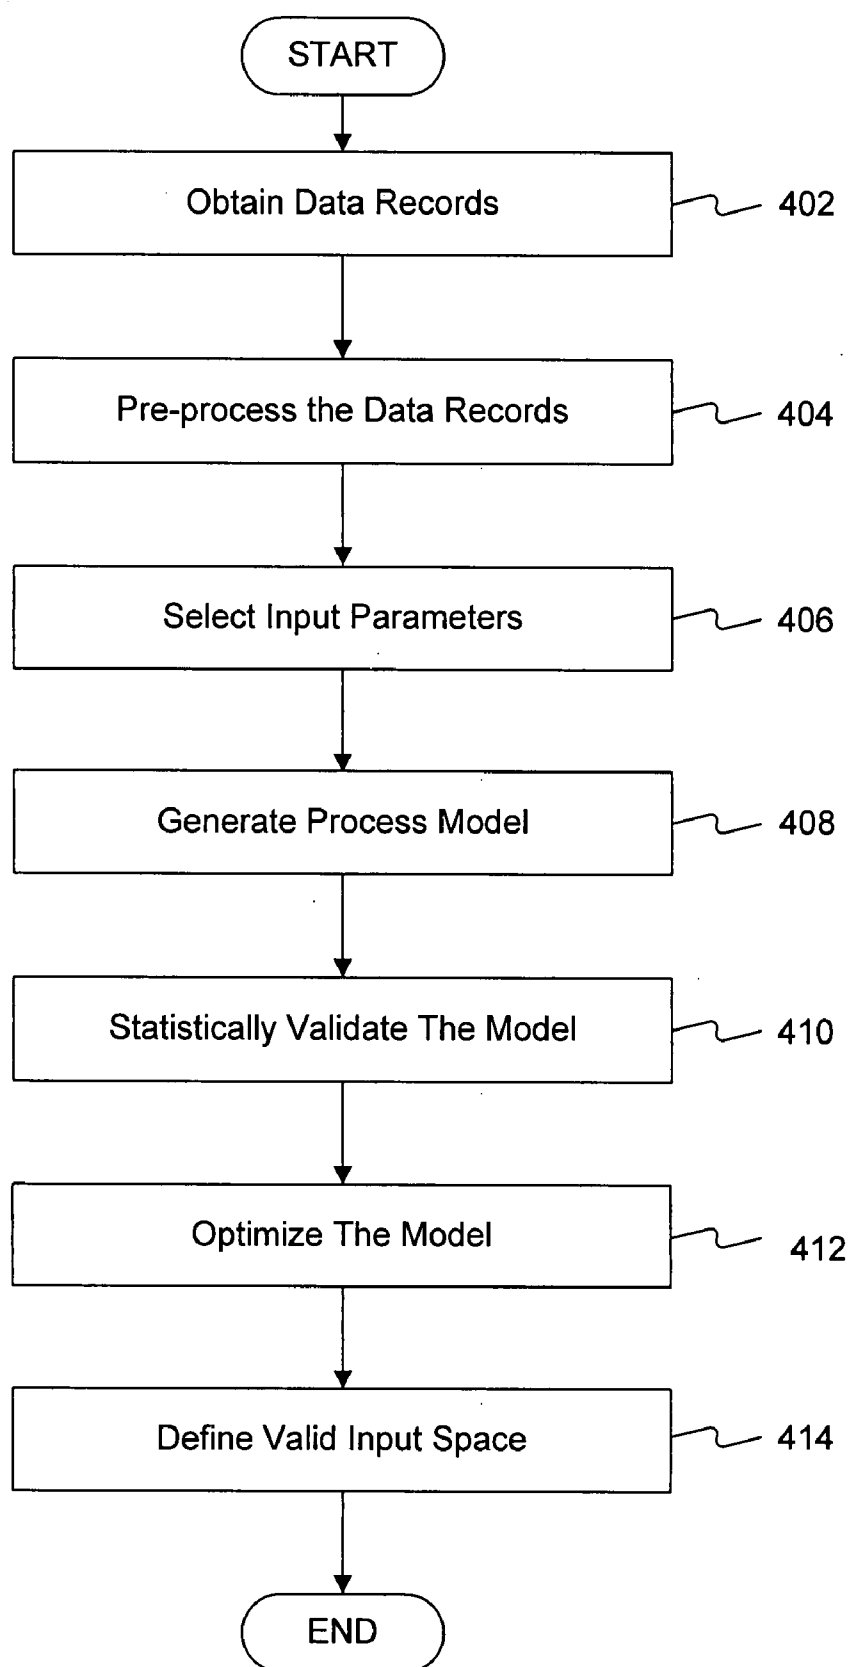 START
Obtain Data Records
402
Pre-process the Data Records
404
Select Input Parameters
406
Generate Process Model
408
Statistically Validate The Model
410
Optimize The Model
412
Define Valid Input Space
414
END